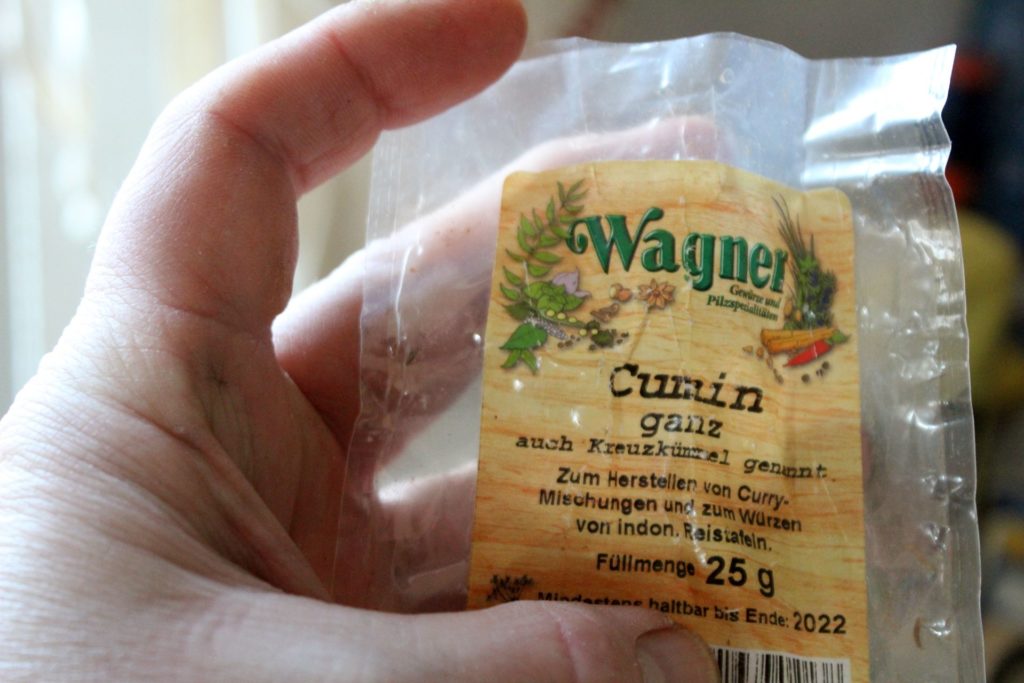 Wagner
Gewürze und
Pilzspezialitäten
Cumin
ganz
auch Kreuzkümmel genannt.
Zum Herstellen von Curry-
Mischungen und zum Würzen
von indon. Reistafeln.
Füllmenge 25 g
Mindestens haltbar bis Ende: 2022